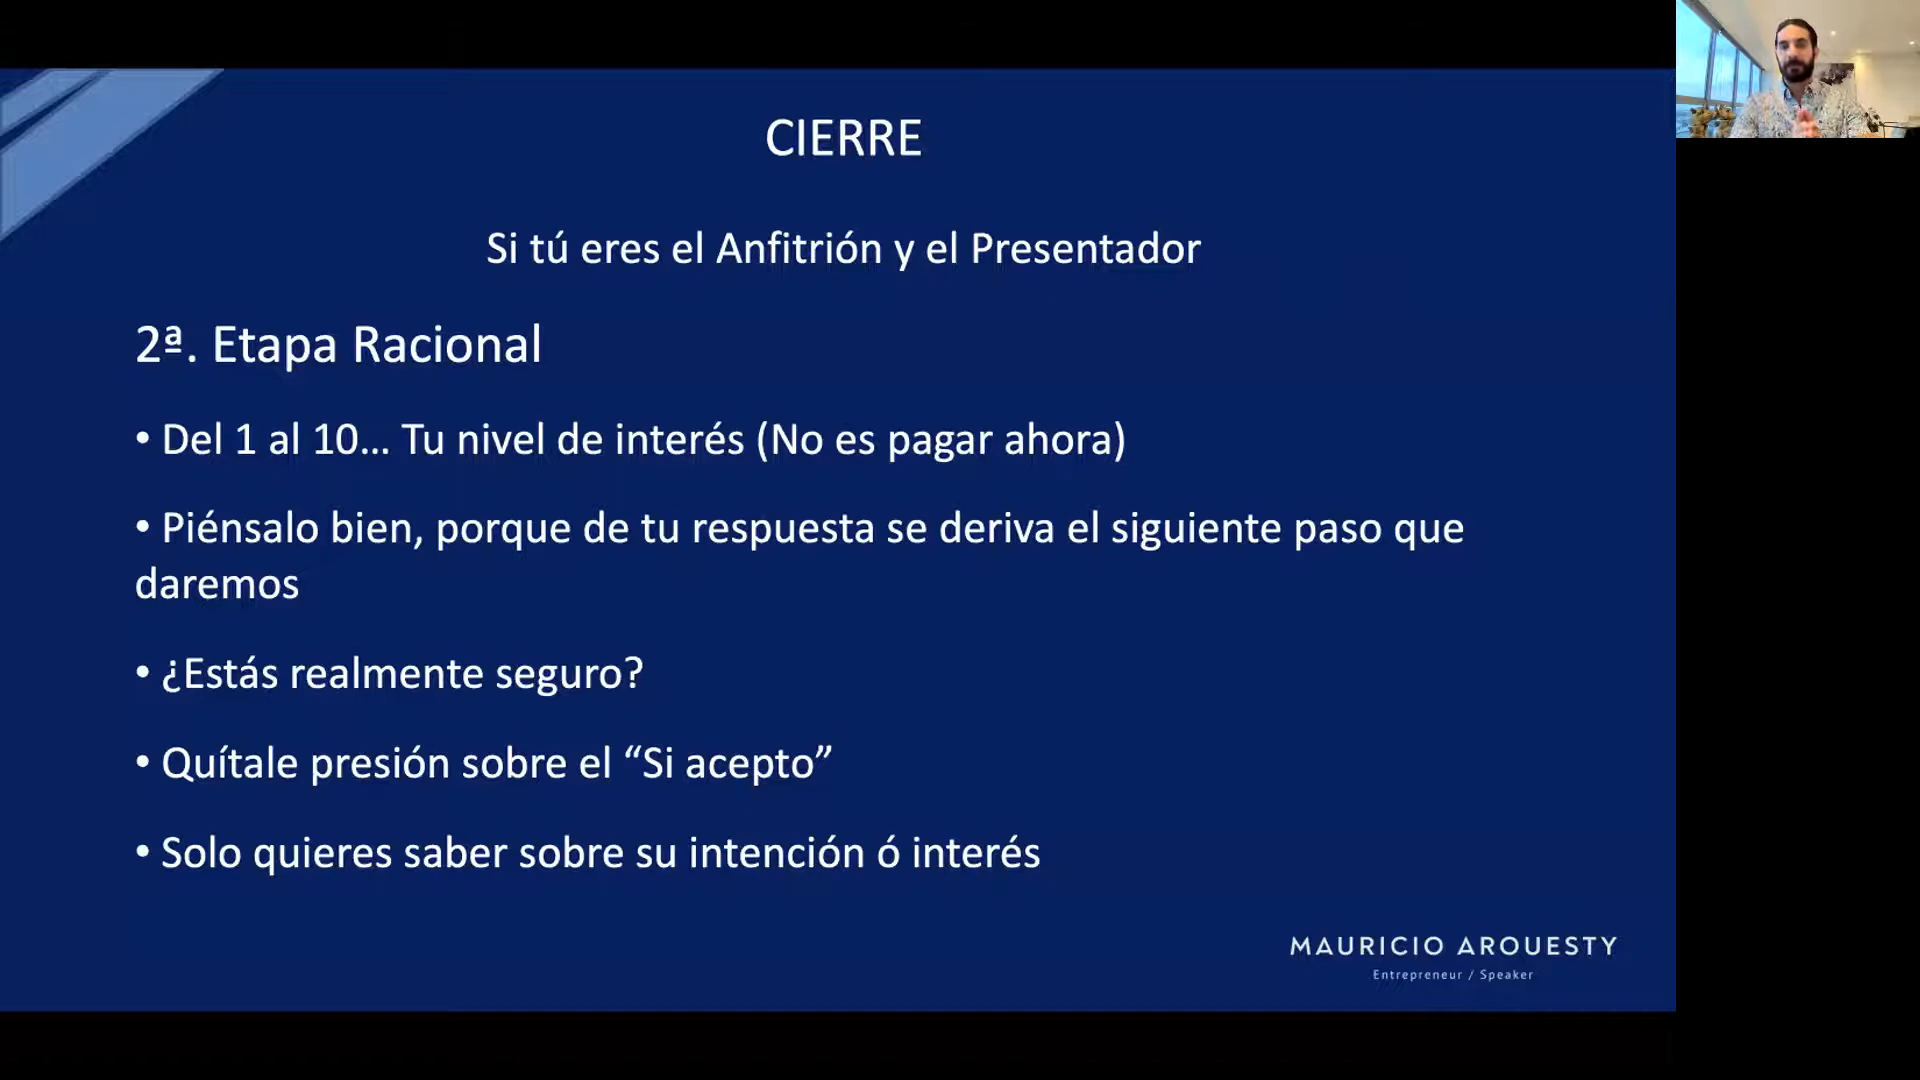 CIERRE
Si tú eres el Anfitrión y el Presentador
2ª. Etapa Racional
• Del 1 al 10... Tu nivel de interés (No es pagar ahora)
• Piénsalo bien, porque de tu respuesta se deriva el siguiente paso que
daremos
• ¿Estás realmente seguro?
• Quítale presión sobre el “Si acepto”
• Solo quieres saber sobre su intención ó interés
MAURICIO AROUESTY
Entrepreneur / Speaker